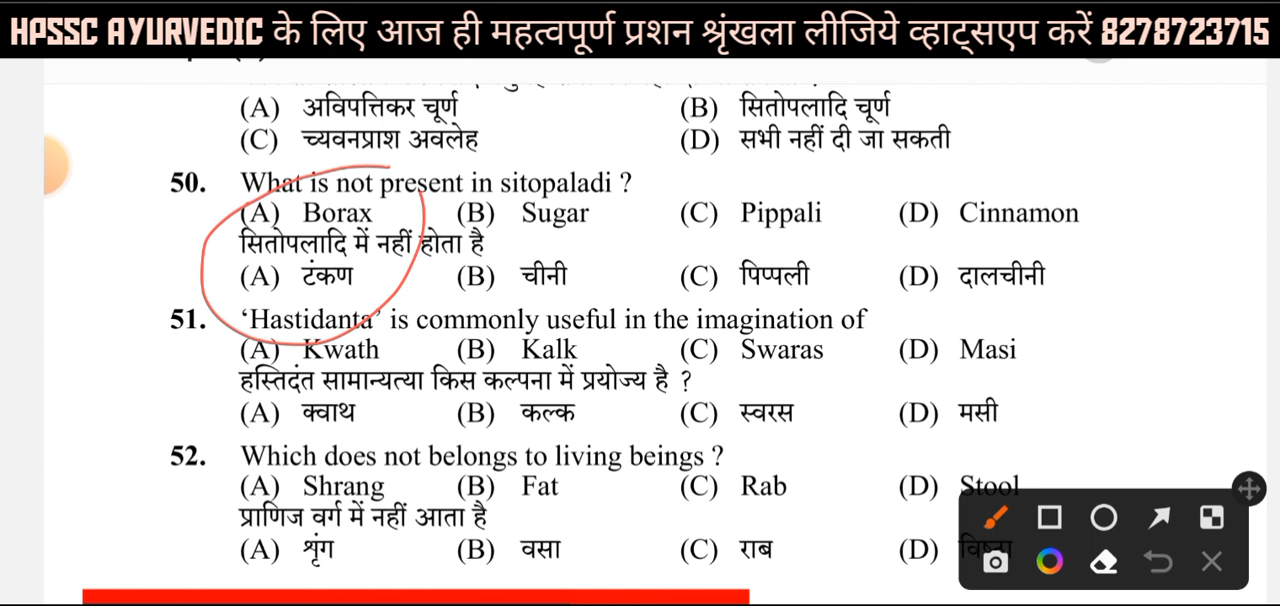 HPSSC AYURVEDIC के लिए आज ही महत्वपूर्ण प्रशन श्रृंखला लीजिये व्हाट्सएप करें 8278723715
(A) अविपत्तिकर चूर्ण (B) सितोपलादि चूर्ण
(C) च्यवनप्राश अवलेह (D) सभी नहीं दी जा सकती
50. What is not present in sitopaladi ?
(A) Borax (B) Sugar (C) Pippali (D) Cinnamon
सितोपलादि में नहीं होता है
(A) टंकण (B) चीनी (C) पिप्पली (D) दालचीनी
51. ‘Hastidanta’ is commonly useful in the imagination of
(A) Kwath (B) Kalk (C) Swaras (D) Masi
हस्तिदंत सामान्यत्या किस कल्पना में प्रयोज्य है ?
(A) क्वाथ (B) कल्क (C) स्वरस (D) मसी
52. Which does not belongs to living beings ?
(A) Shrang (B) Fat (C) Rab (D) Stool
प्राणिज वर्ग में नहीं आता है
(A) श्रृंग (B) वसा (C) राब (D)